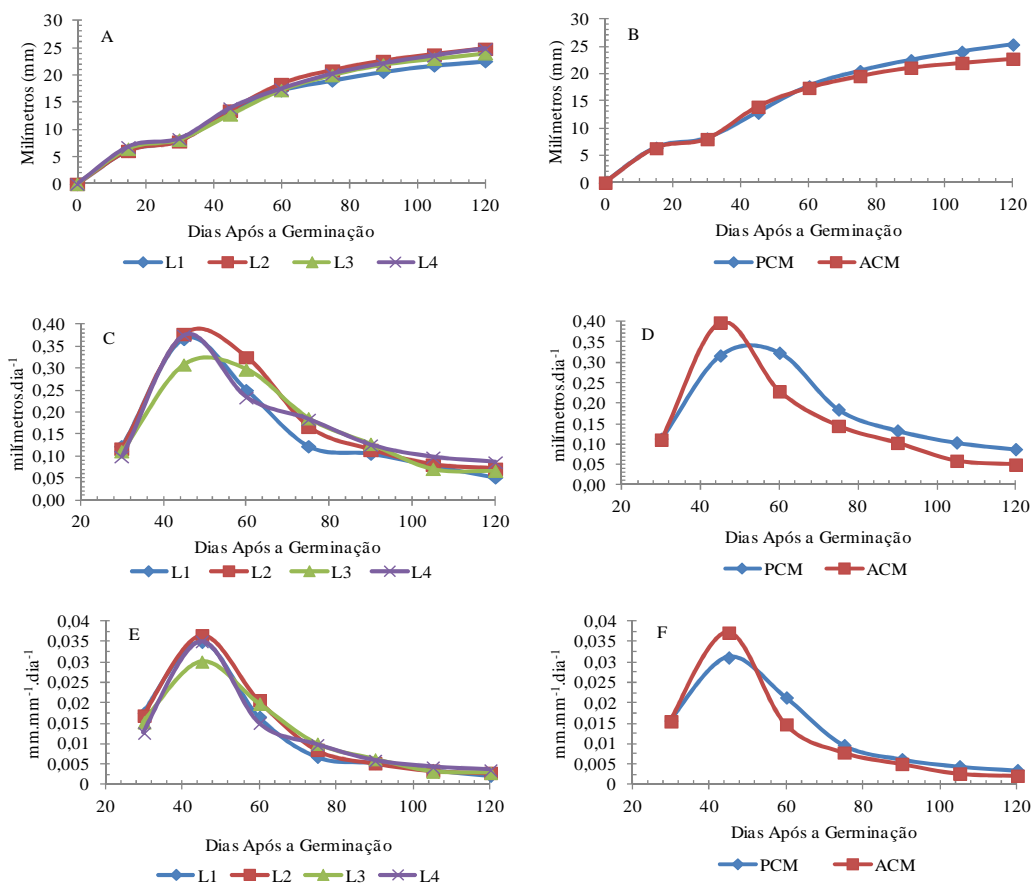 A
Milímetros (mm)
30
25
20
15
10
5
0
0 20 40 60 80 100 120
Dias Após a Germinação
L1 L2 L3 L4
B
Milímetros (mm)
30
25
20
15
10
5
0
0 20 40 60 80 100 120
Dias Após a Germinação
PCM ACM
C
milímetros.dia⁻¹
0,40
0,35
0,30
0,25
0,20
0,15
0,10
0,05
0,00
20 40 60 80 100 120
Dias Após a Germinação
L1 L2 L3 L4
D
milímetros.dia⁻¹
0,40
0,35
0,30
0,25
0,20
0,15
0,10
0,05
0,00
20 40 60 80 100 120
Dias Após a Germinação
PCM ACM
E
mm.mm⁻¹.dia⁻¹
0,04
0,035
0,03
0,025
0,02
0,015
0,01
0,005
0
20 40 60 80 100 120
Dias Após a Germinação
L1 L2 L3 L4
F
mm.mm⁻¹.dia⁻¹
0,04
0,035
0,03
0,025
0,02
0,015
0,01
0,005
0
20 40 60 80 100 120
Dias Após a Germinação
PCM ACM